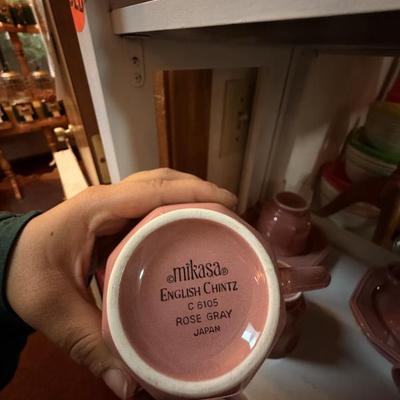 ©mikasa®
ENGLISH CHINTZ
C 6105
ROSE GRAY
JAPAN